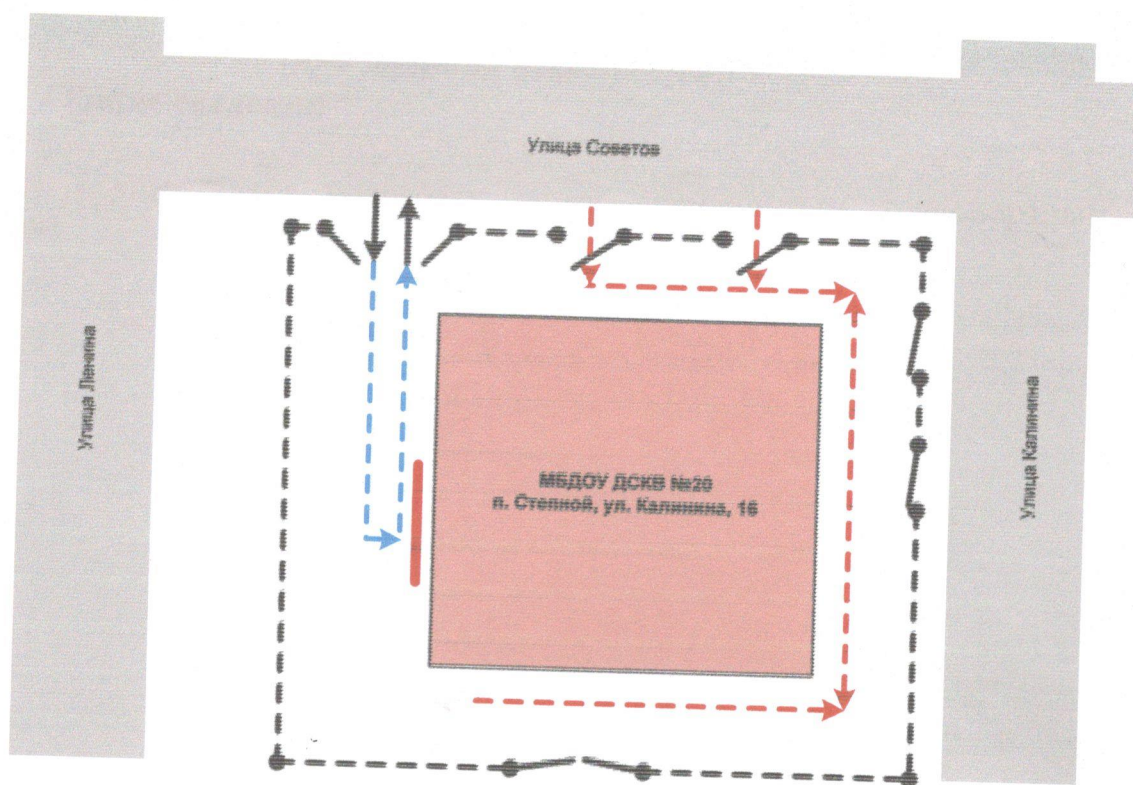 Улица Советов
Улица Ленина
МБДОУ ДСКВ №20
п. Степной, ул. Калинина, 16
Улица Калинина